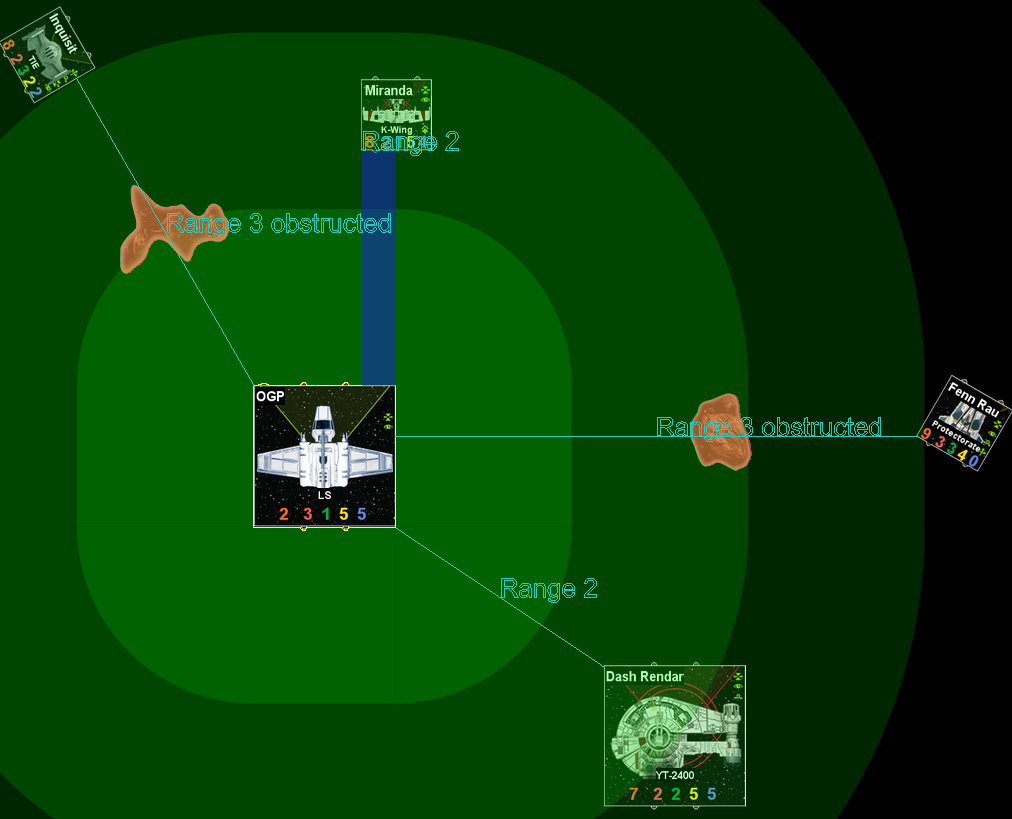 Inquisit
TIE
8 2 3 2 2
Miranda
K-Wing
Range 2
Range 3 obstructed
OGP
LS
2 3 1 5 5
Range 3 obstructed
Fenn Rau
Protectorate
9 3 3 4 0
Range 2
Dash Rendar
YT-2400
7 2 2 5 5